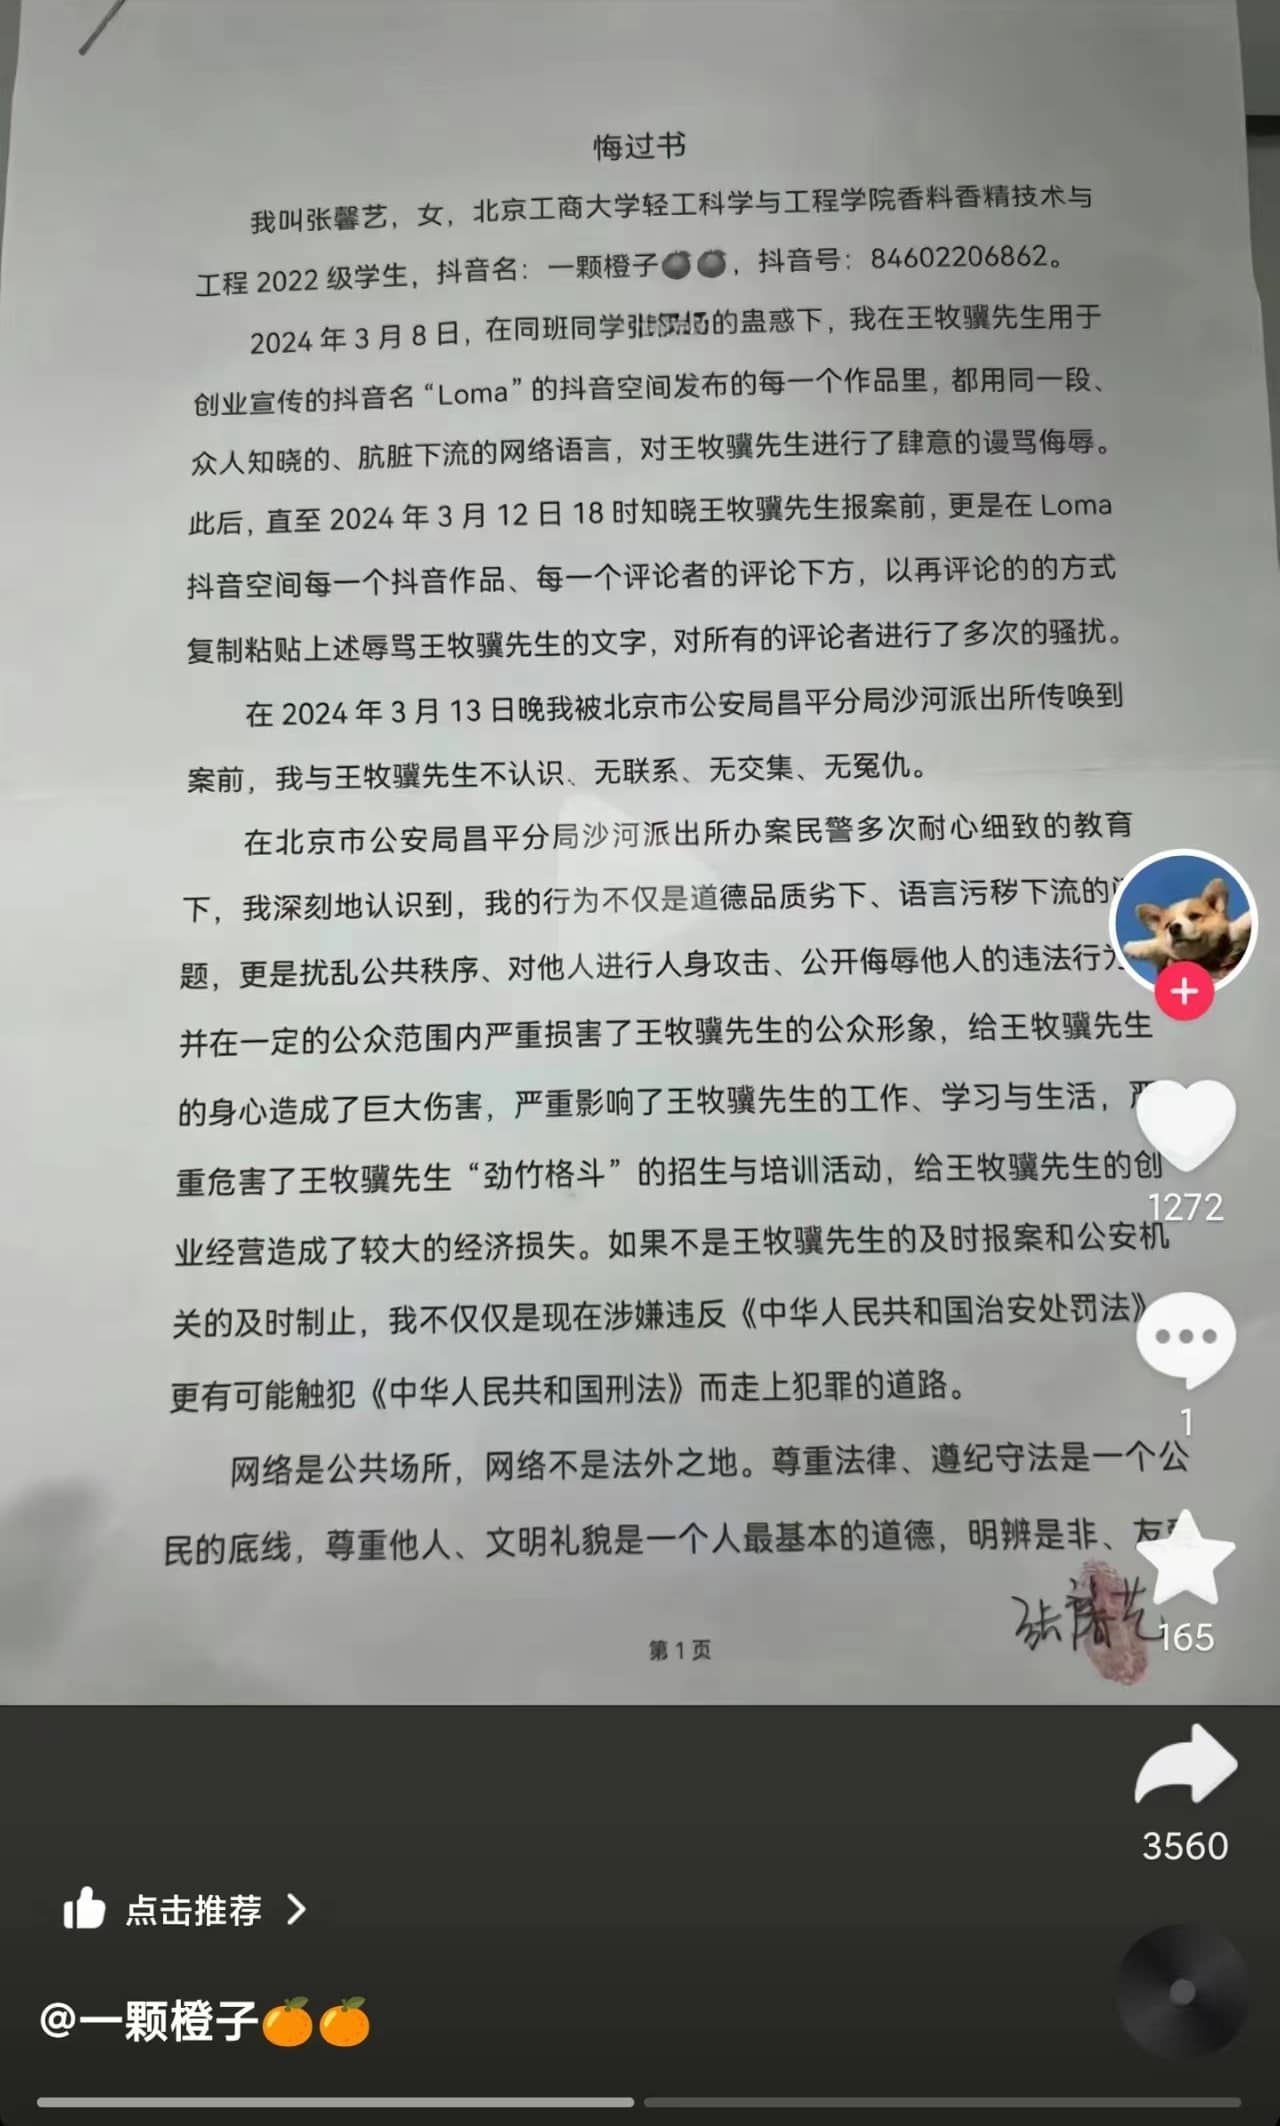 悔过书
我叫张馨艺，女，北京工商大学轻工科学与工程学院香料香精技术与
工程 2022 级学生，抖音名：一颗橙子🍊🍊，抖音号：84602206862。
2024 年 3 月 8 日，在同班同学张的蛊惑下，我在王牧骥先生用于
创业宣传的抖音名“Loma”的抖音空间发布的每一个作品里，都用同一段、
众人知晓的、肮脏下流的网络语言，对王牧骥先生进行了肆意的谩骂侮辱。
此后，直至 2024 年 3 月 12 日 18 时知晓王牧骥先生报案前，更是在 Loma
抖音空间每一个抖音作品、每一个评论者的评论下方，以再评论的的方式
复制粘贴上述辱骂王牧骥先生的文字，对所有的评论者进行了多次的骚扰。
在 2024 年 3 月 13 日晚我被北京市公安局昌平分局沙河派出所传唤到
案前，我与王牧骥先生不认识、无联系、无交集、无冤仇。
在北京市公安局昌平分局沙河派出所办案民警多次耐心细致的教育
下，我深刻地认识到，我的行为不仅是道德品质劣下、语言污秽下流的
题，更是扰乱公共秩序、对他人进行人身攻击、公开侮辱他人的违法行为
并在一定的公众范围内严重损害了王牧骥先生的公众形象，给王牧骥先生
的身心造成了巨大伤害，严重影响了王牧骥先生的工作、学习与生活，严
重危害了王牧骥先生“劲竹格斗”的招生与培训活动，给王牧骥先生的创
业经营造成了较大的经济损失。如果不是王牧骥先生的及时报案和公安机
关的及时制止，我不仅仅是现在涉嫌违反《中华人民共和国治安处罚法》
更有可能触犯《中华人民共和国刑法》而走上犯罪的道路。
网络是公共场所，网络不是法外之地。尊重法律、遵纪守法是一个公
民的底线，尊重他人、文明礼貌是一个人最基本的道德，明辨是非、友
张馨艺
第 1 页
1272
1
165
3560
点击推荐
@一颗橙子🍊🍊